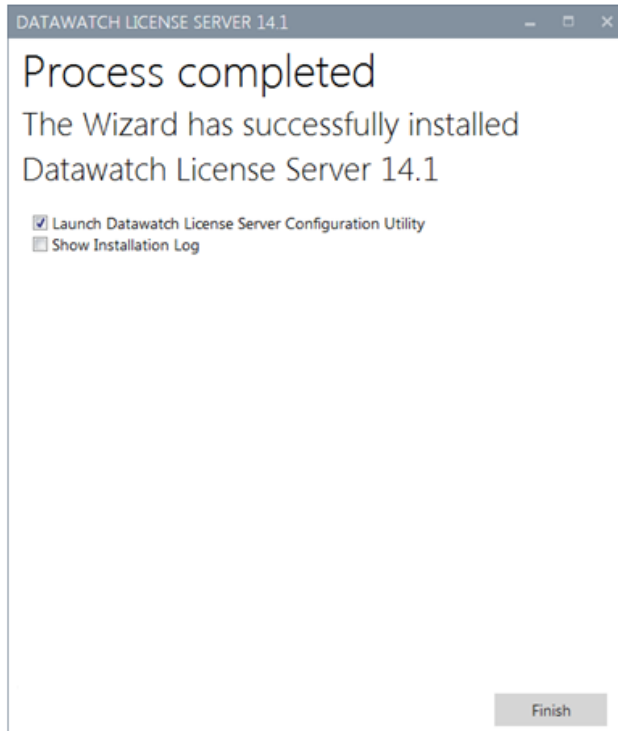 DATAWATCH LICENSE SERVER 14.1
Process completed
The Wizard has successfully installed
Datawatch License Server 14.1
Launch Datawatch License Server Configuration Utility
Show Installation Log
Finish